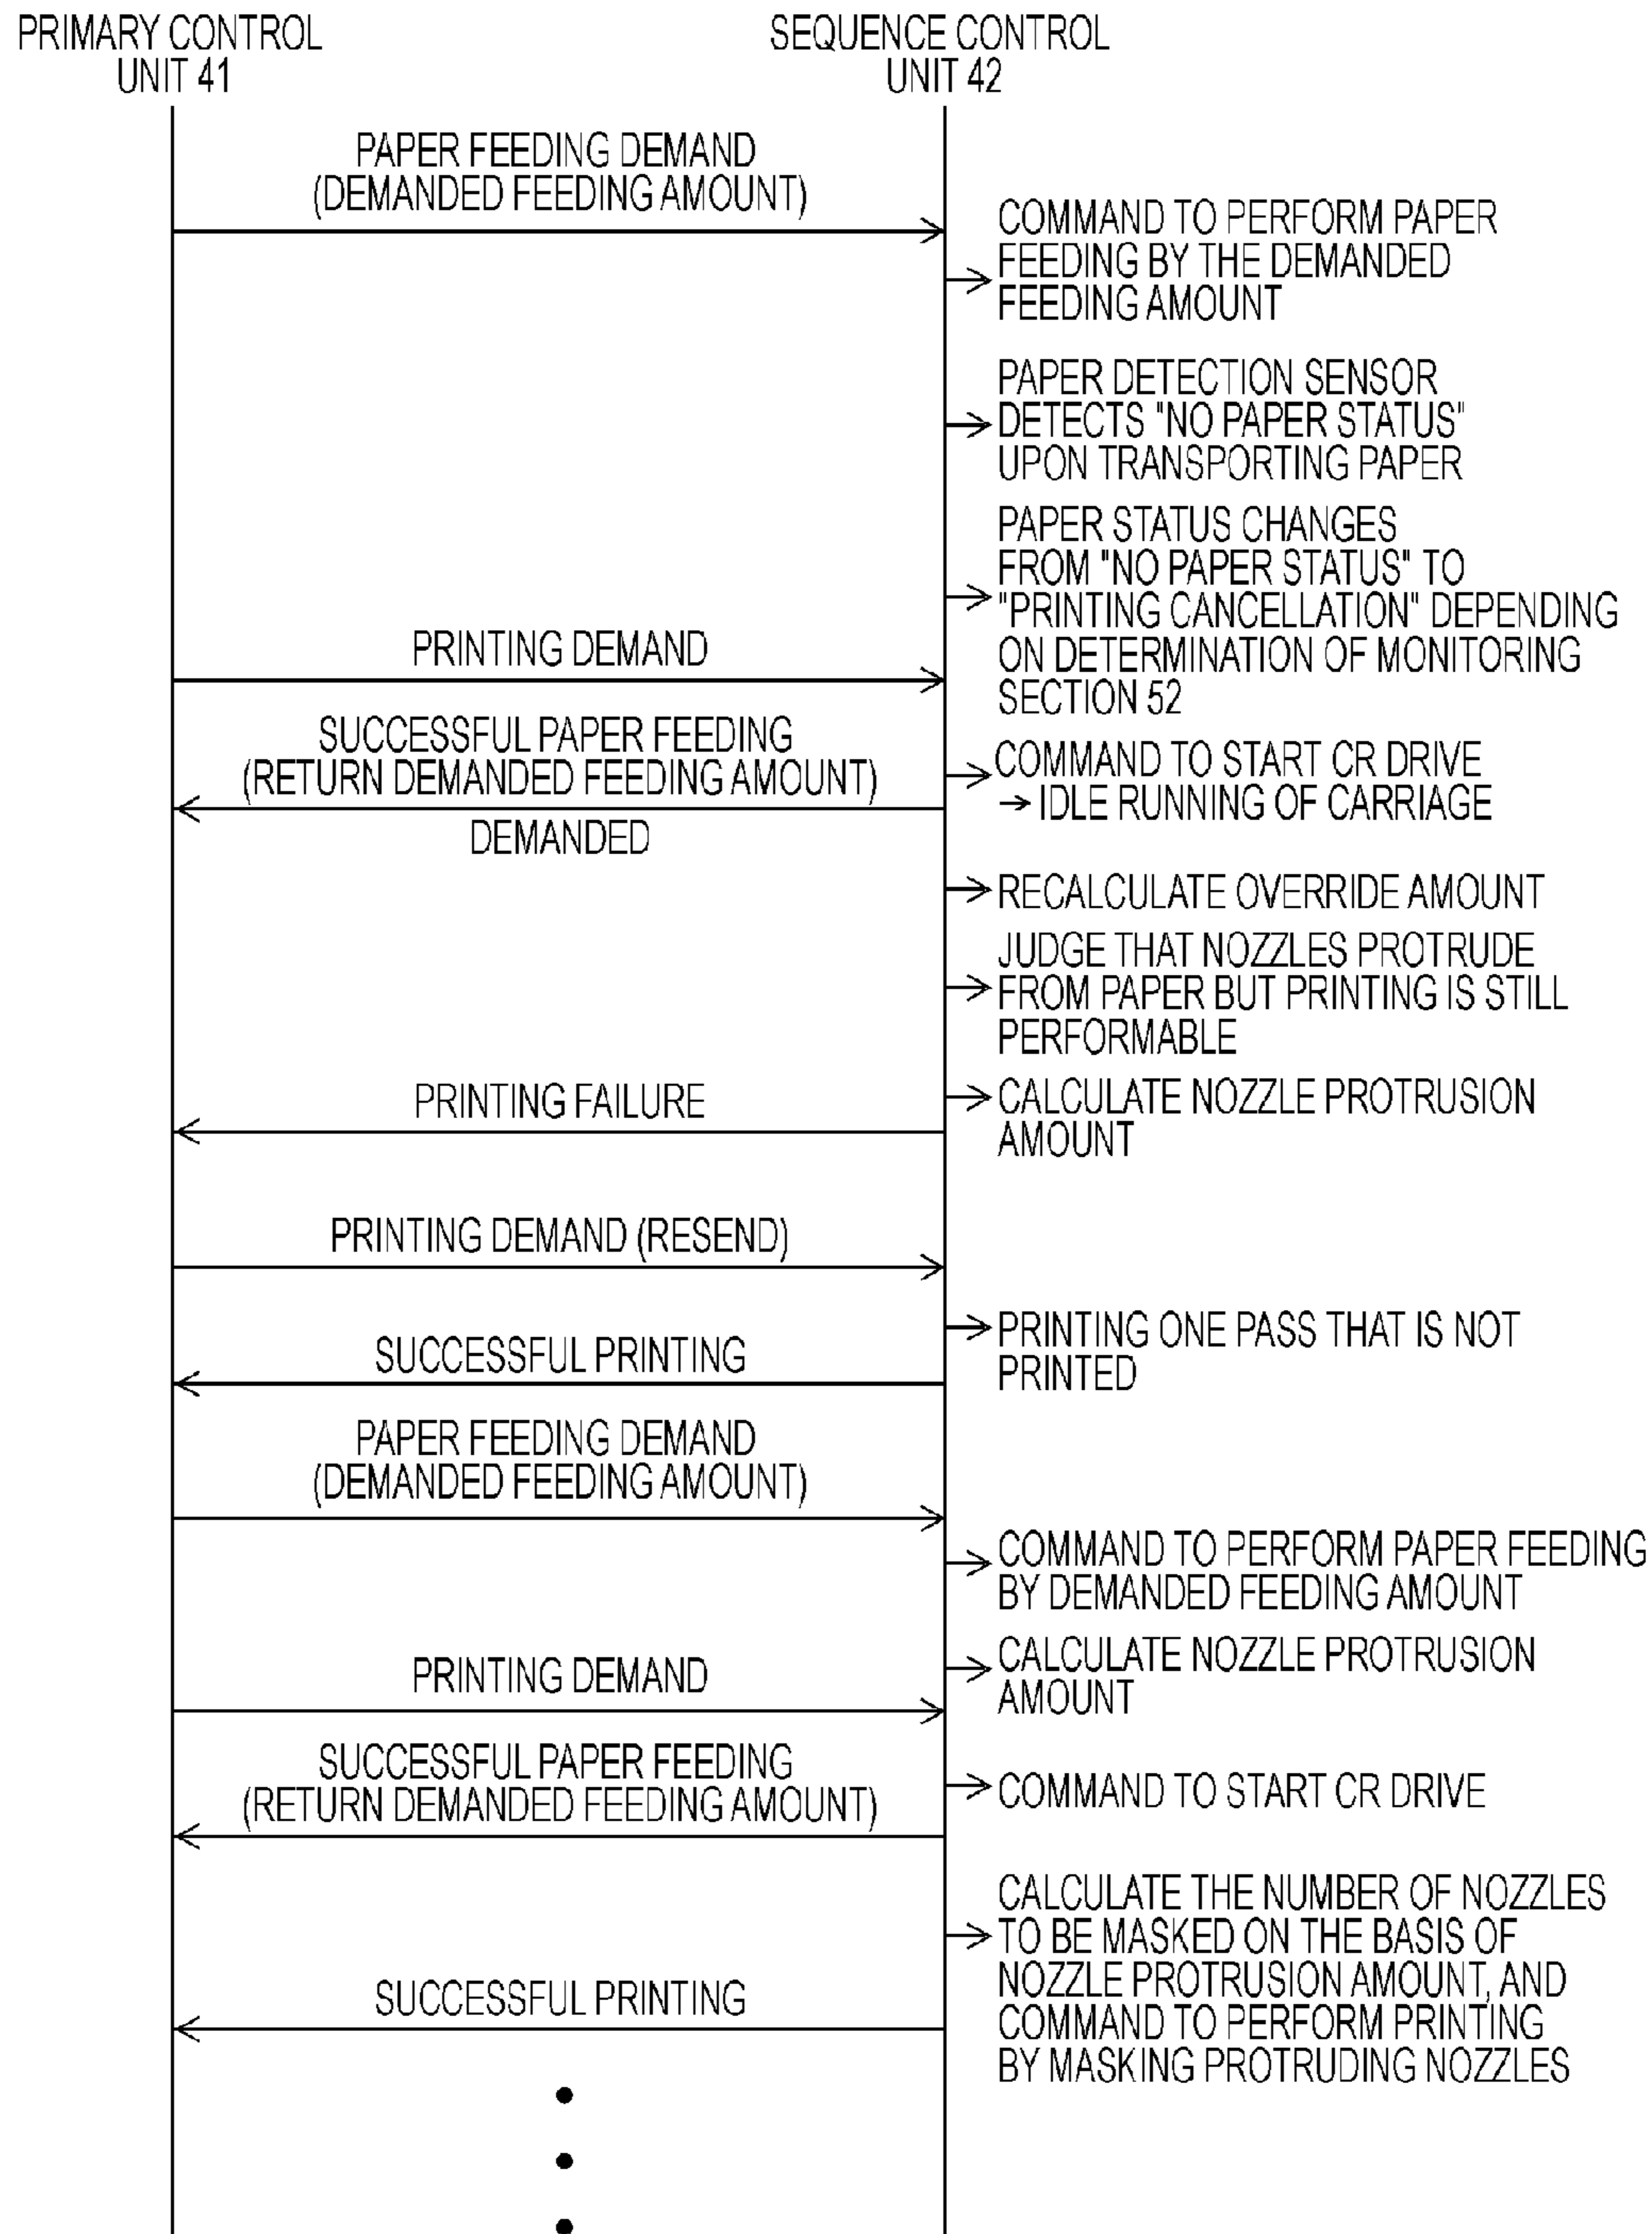 PRIMARY CONTROL
UNIT 41
SEQUENCE CONTROL
UNIT 42
PAPER FEEDING DEMAND
(DEMANDED FEEDING AMOUNT)
COMMAND TO PERFORM PAPER
FEEDING BY THE DEMANDED
FEEDING AMOUNT
PAPER DETECTION SENSOR
DETECTS "NO PAPER STATUS"
UPON TRANSPORTING PAPER
PAPER STATUS CHANGES
FROM "NO PAPER STATUS" TO
"PRINTING CANCELLATION" DEPENDING
ON DETERMINATION OF MONITORING
SECTION 52
PRINTING DEMAND
SUCCESSFUL PAPER FEEDING
(RETURN DEMANDED FEEDING AMOUNT)
DEMANDED
COMMAND TO START CR DRIVE
→ IDLE RUNNING OF CARRIAGE
RECALCULATE OVERRIDE AMOUNT
JUDGE THAT NOZZLES PROTRUDE
FROM PAPER BUT PRINTING IS STILL
PERFORMABLE
PRINTING FAILURE
CALCULATE NOZZLE PROTRUSION
AMOUNT
PRINTING DEMAND (RESEND)
PRINTING ONE PASS THAT IS NOT
PRINTED
SUCCESSFUL PRINTING
PAPER FEEDING DEMAND
(DEMANDED FEEDING AMOUNT)
COMMAND TO PERFORM PAPER FEEDING
BY DEMANDED FEEDING AMOUNT
PRINTING DEMAND
CALCULATE NOZZLE PROTRUSION
AMOUNT
SUCCESSFUL PAPER FEEDING
(RETURN DEMANDED FEEDING AMOUNT)
COMMAND TO START CR DRIVE
CALCULATE THE NUMBER OF NOZZLES
TO BE MASKED ON THE BASIS OF
NOZZLE PROTRUSION AMOUNT, AND
COMMAND TO PERFORM PRINTING
BY MASKING PROTRUDING NOZZLES
SUCCESSFUL PRINTING